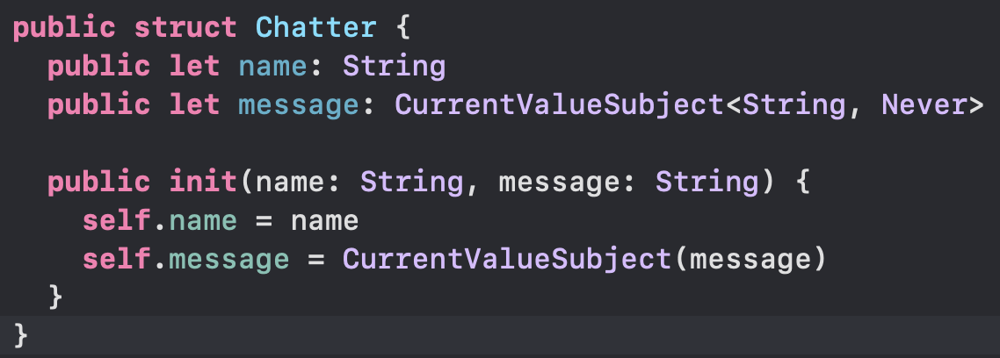 public struct Chatter {
  public let name: String
  public let message: CurrentValueSubject<String, Never>

  public init(name: String, message: String) {
    self.name = name
    self.message = CurrentValueSubject(message)
  }
}